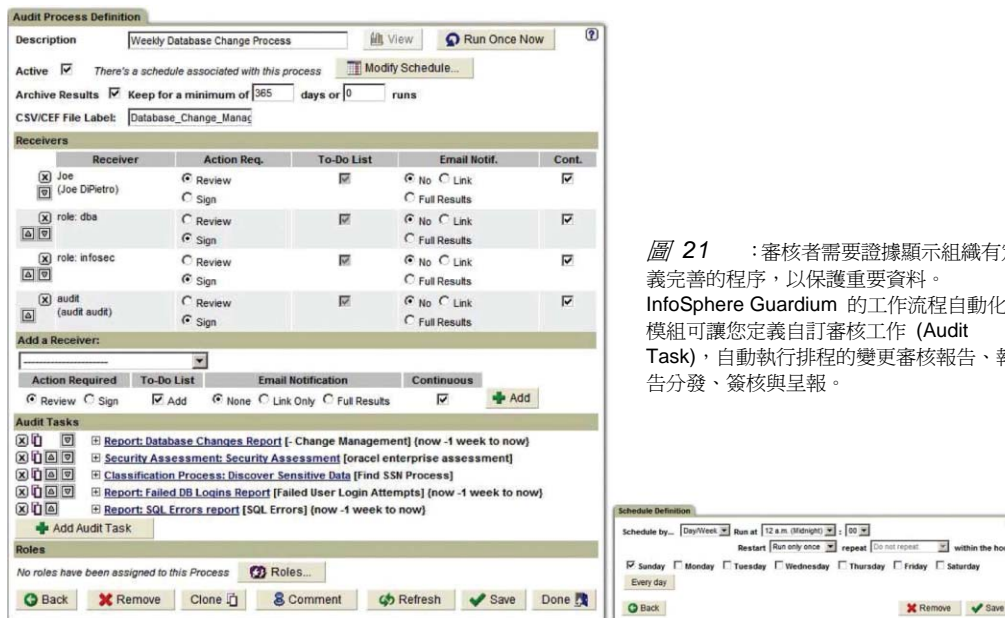 Audit Process Definition
Description Weekly Database Change Process View Run Once Now ?
Active There's a schedule associated with this process Modify Schedule...
Archive Results Keep for a minimum of 365 days or 0 runs
CSV/CEF File Label: Database_Change_Manag
Receivers
Receiver Action Req. To-Do List Email Notif. Cont.
Joe
(Joe DiPietro)
Review
Sign
No Link
Full Results
role: dba
Review
Sign
No Link
Full Results
role: infosec
Review
Sign
No Link
Full Results
audit
(audit audit)
Review
Sign
No Link
Full Results
Add a Receiver:
Action Required To-Do List Email Notification Continuous
Review Sign Add None Link Only Full Results Add
Audit Tasks
Report: Database Changes Report [- Change Management] (now -1 week to now)
Security Assessment: Security Assessment [oracel enterprise assessment]
Classification Process: Discover Sensitive Data [Find SSN Process]
Report: Failed DB Logins Report [Failed User Login Attempts] (now -1 week to now)
Report: SQL Errors report [SQL Errors] (now -1 week to now)
Add Audit Task
Roles
No roles have been assigned to this Process Roles...
Back Remove Clone Comment Refresh Save Done
圖 21 :審核者需要證據顯示組織有
義完善的程序,以保護重要資料。
InfoSphere Guardium 的工作流程自動化
模組可讓您定義自訂審核工作 (Audit
Task),自動執行排程的變更審核報告、
告分發、簽核與呈報。
Schedule Definition
Schedule by... Day/Week Run at 12 a.m. (Midnight) : 00
Restart Run only once repeat Do not repeat within the
Sunday Monday Tuesday Wednesday Thursday Friday Saturday
Every day
Back Remove Save